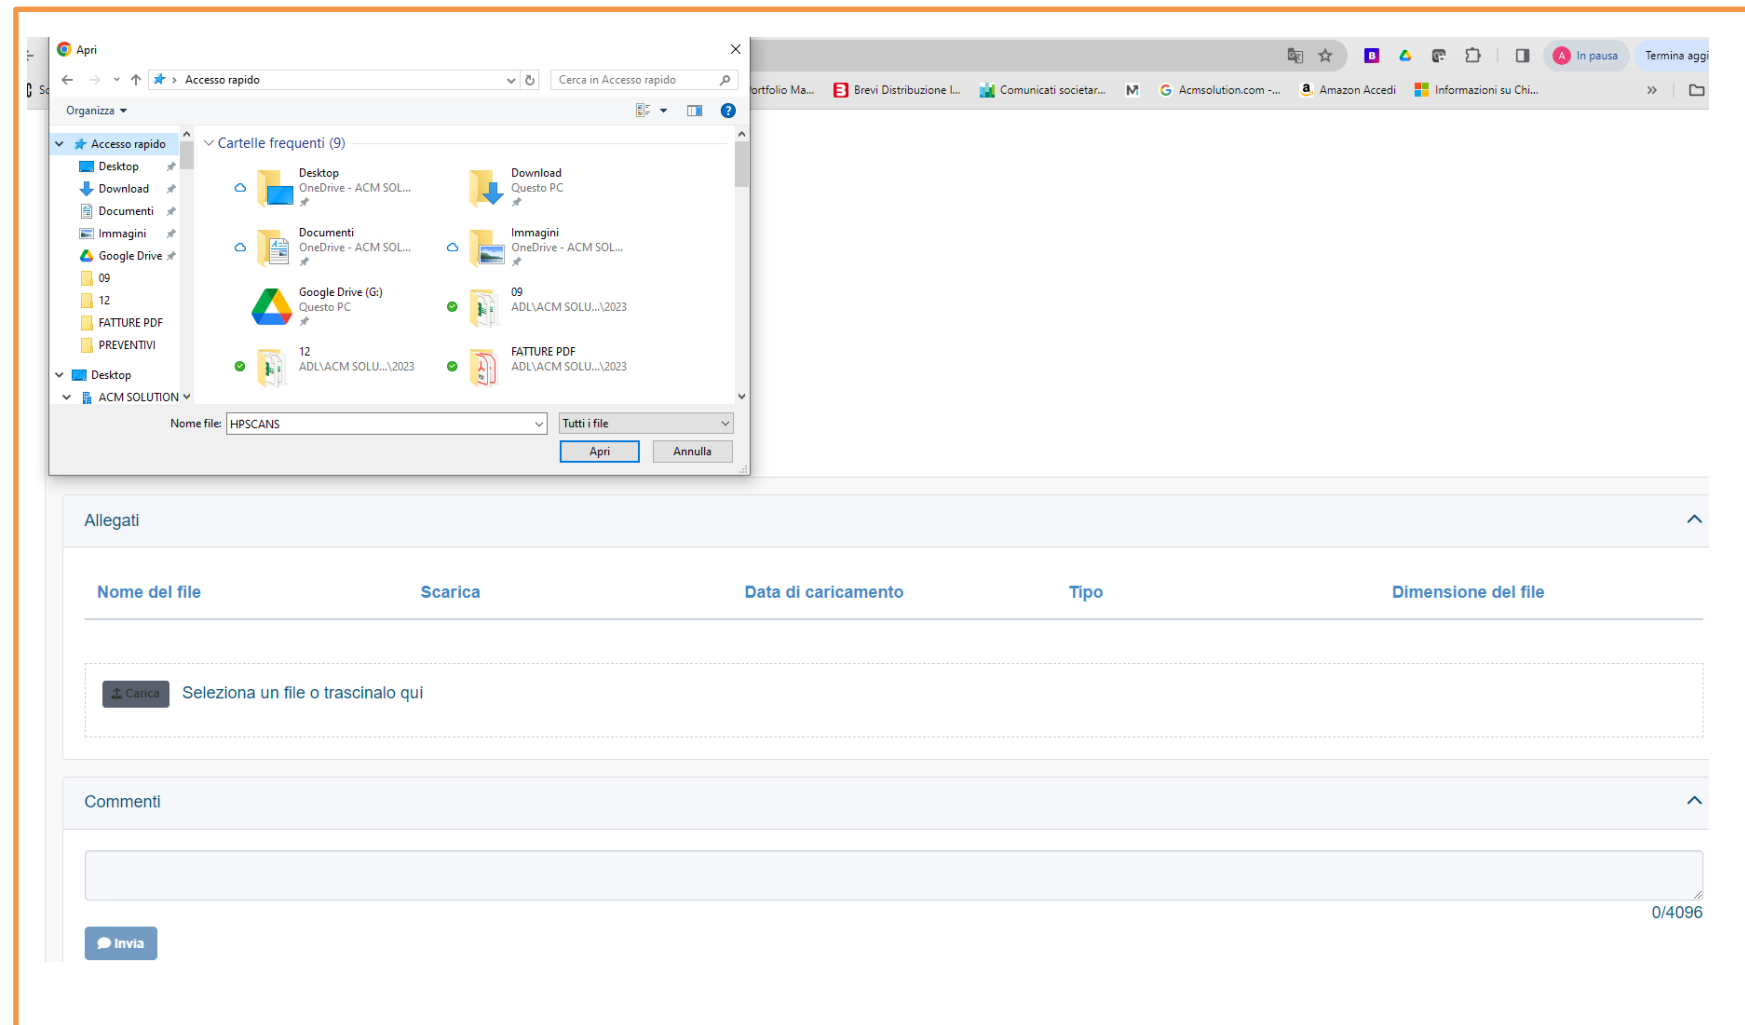 Apri
Accesso rapido
Cerca in Accesso rapido
In pausa
Termina aggi
Portfolio Ma...
Brevi Distribuzione I...
Comunicati societar...
Acmsolution.com -...
Amazon Accedi
Informazioni su Chi...
Organizza
Accesso rapido
Desktop
Download
Documenti
Immagini
Google Drive
09
12
FATTURE PDF
PREVENTIVI
Desktop
ACM SOLUTION
Cartelle frequenti (9)
Desktop
OneDrive - ACM SOL...
Download
Questo PC
Documenti
OneDrive - ACM SOL...
Immagini
OneDrive - ACM SOL...
Google Drive (G:)
Questo PC
09
ADL\ACM SOLU...\2023
12
ADL\ACM SOLU...\2023
FATTURE PDF
ADL\ACM SOLU...\2023
Nome file: HPSCANS
Tutti i file
Apri Annulla
Allegati
Nome del file Scarica Data di caricamento Tipo Dimensione del file
Carica Seleziona un file o trascinalo qui
Commenti
0/4096
Invia